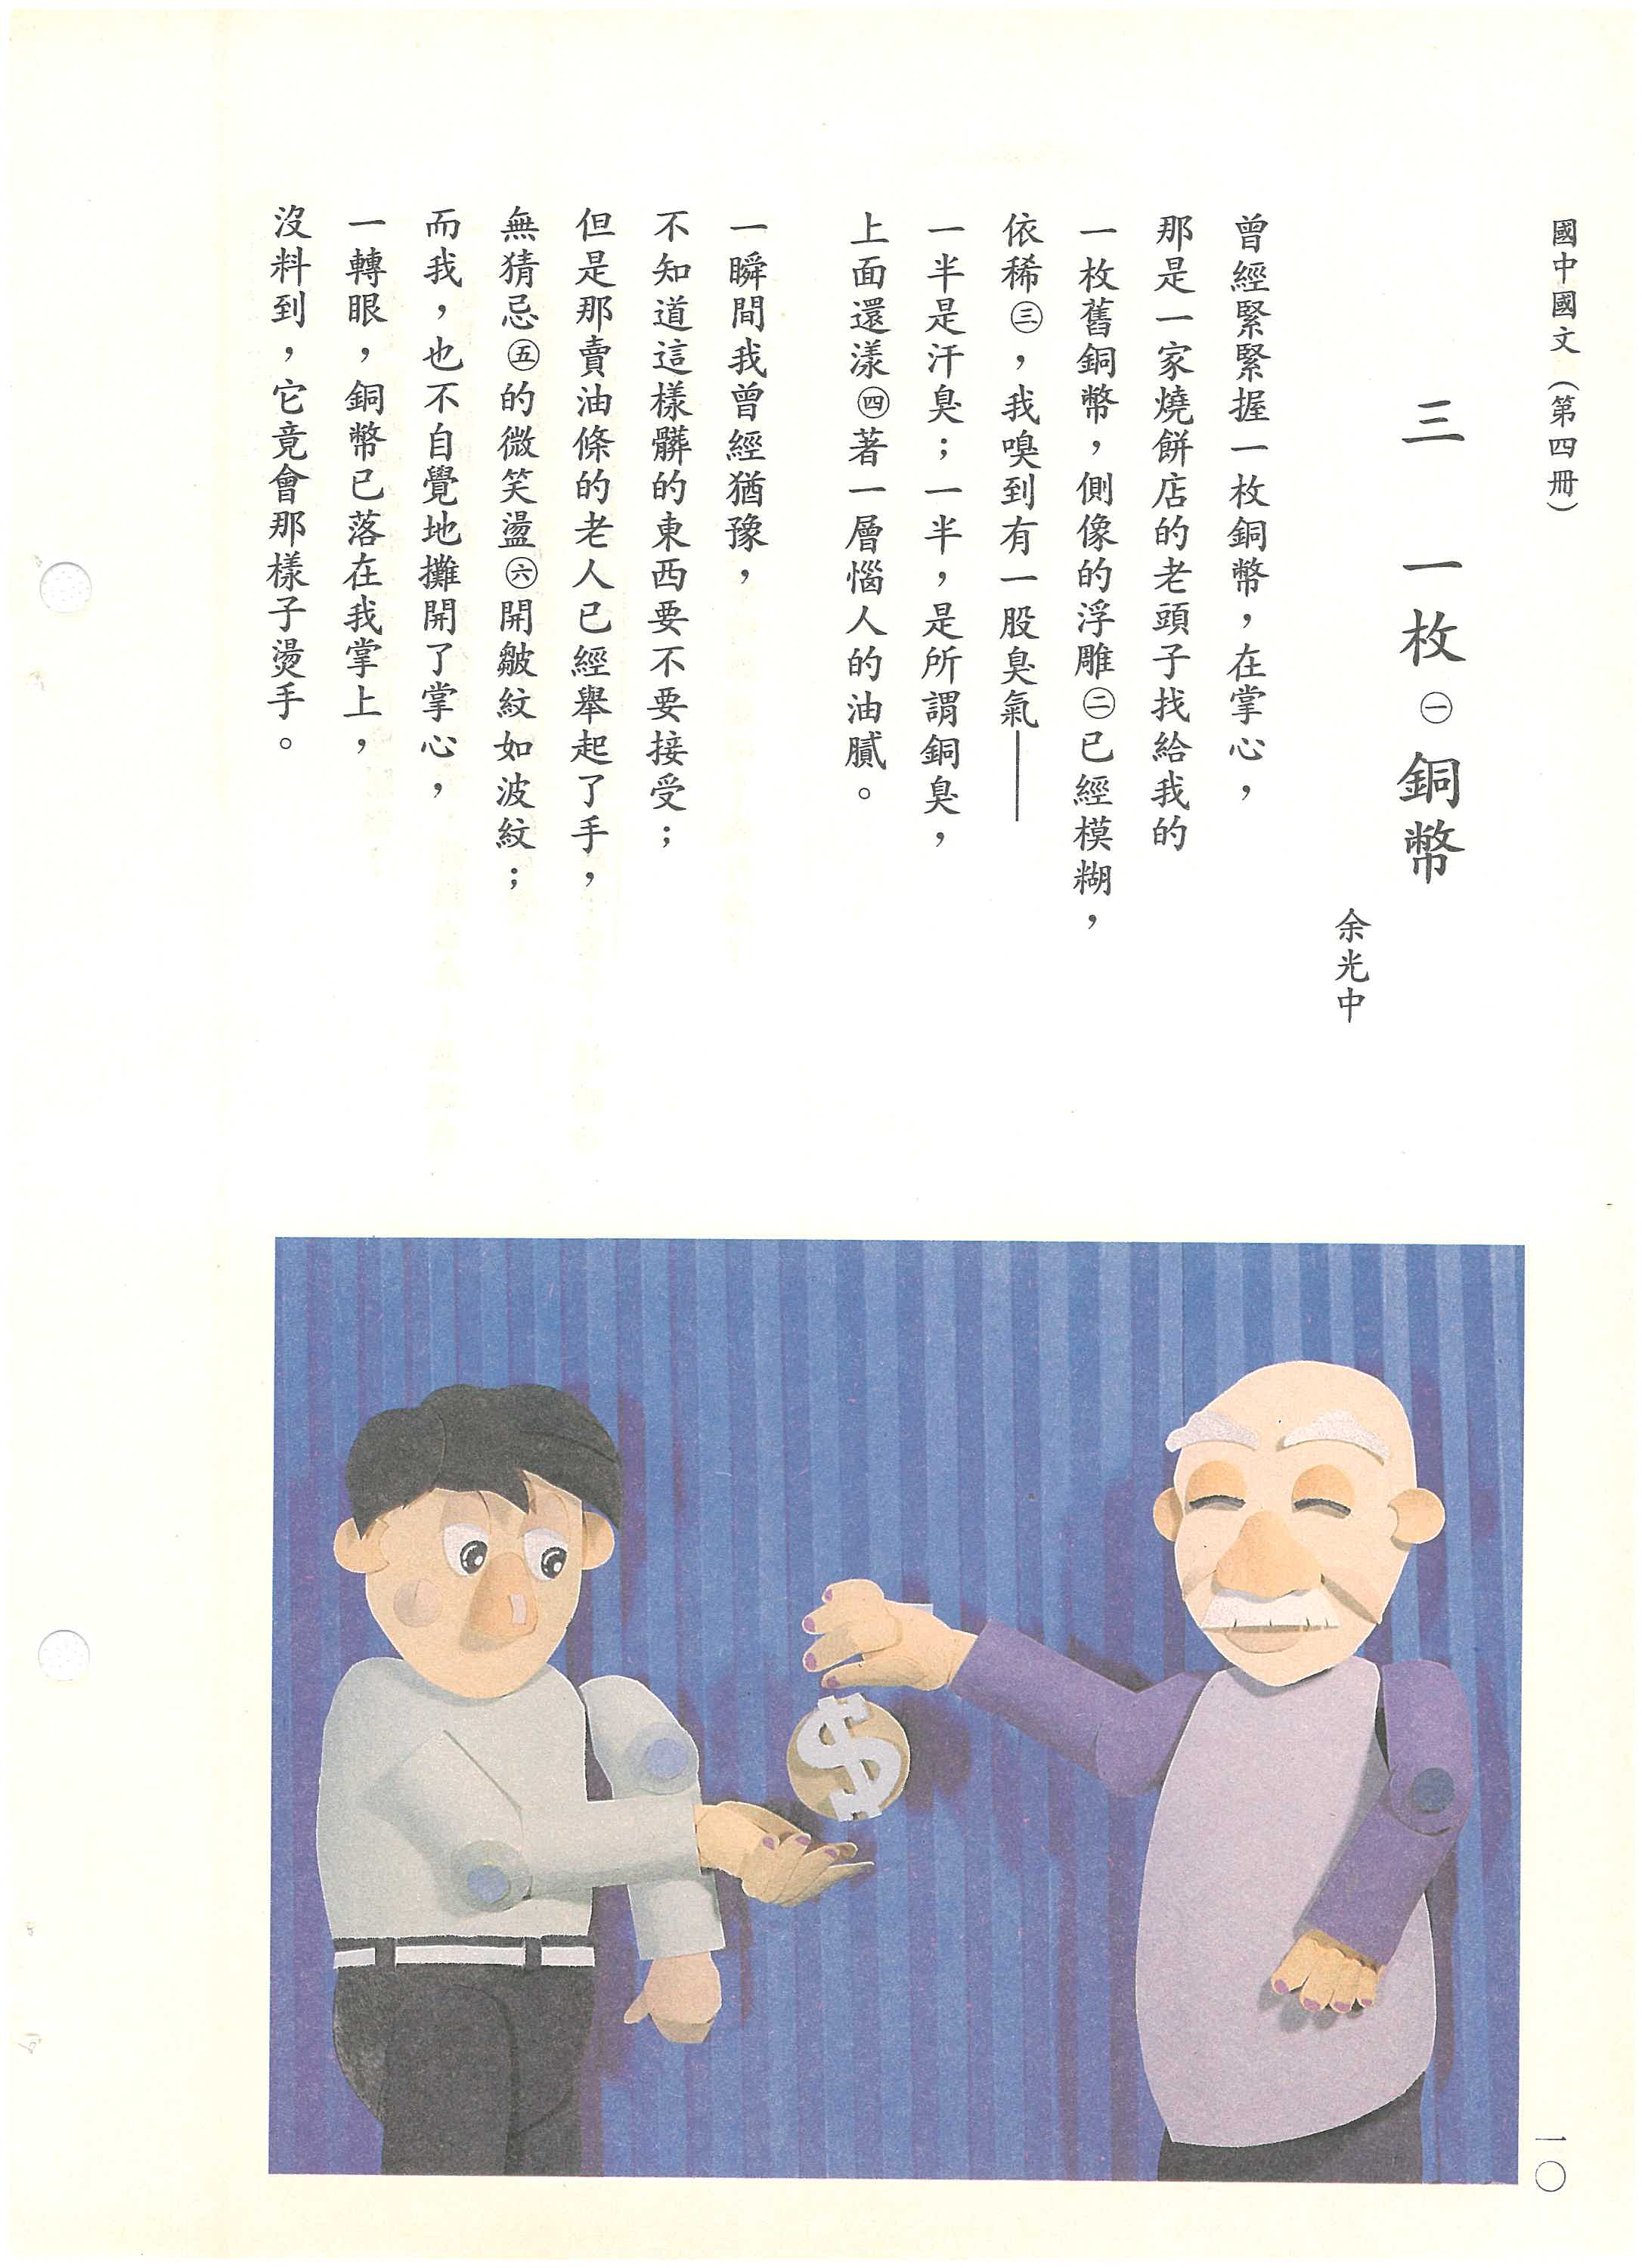 國中國文（第四冊）
三　一枚㊀銅幣
余光中
曾經緊緊握一枚銅幣，在掌心，
那是一家燒餅店的老頭子找給我的
一枚舊銅幣，側像的浮雕㊁已經模糊，
依稀㊂，我嗅到有一股臭氣——
一半是汗臭；一半，是所謂銅臭，
上面還漾㊃著一層惱人的油膩。
一瞬間我曾經猶豫，
不知道這樣髒的東西要不要接受；
但是那賣油條的老人已經舉起了手，
無猜忌㊄的微笑盪㊅開皺紋如波紋；
而我，也不自覺地攤開了掌心，
一轉眼，銅幣已落在我掌上，
沒料到，它竟會那樣子燙手。
$
一〇